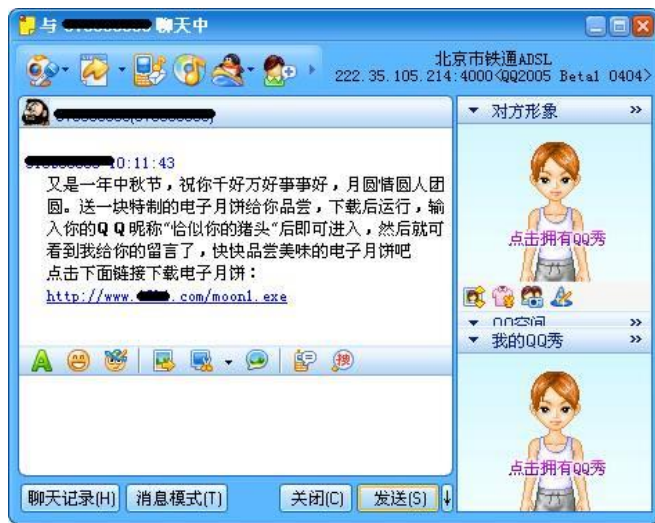 与 聊天中
北京市铁通ADSL
222.35.105.214:4000<QQ2005 Beta1 0404>
对方形象 »
0:11:43
又是一年中秋节，祝你千好万好事事好，月圆情圆人团
圆。送一块特制的电子月饼给你品尝，下载后运行，输
入你的QQ昵称“恰似你的猪头”后即可进入，然后就可
看到我给你的留言了，快快品尝美味的电子月饼吧
点击下面链接下载电子月饼：
http://www. .com/moon1.exe
点击拥有QQ秀
QQ空间 »
我的QQ秀 »
搜
点击拥有QQ秀
聊天记录(H) 消息模式(T) 关闭(C) 发送(S)